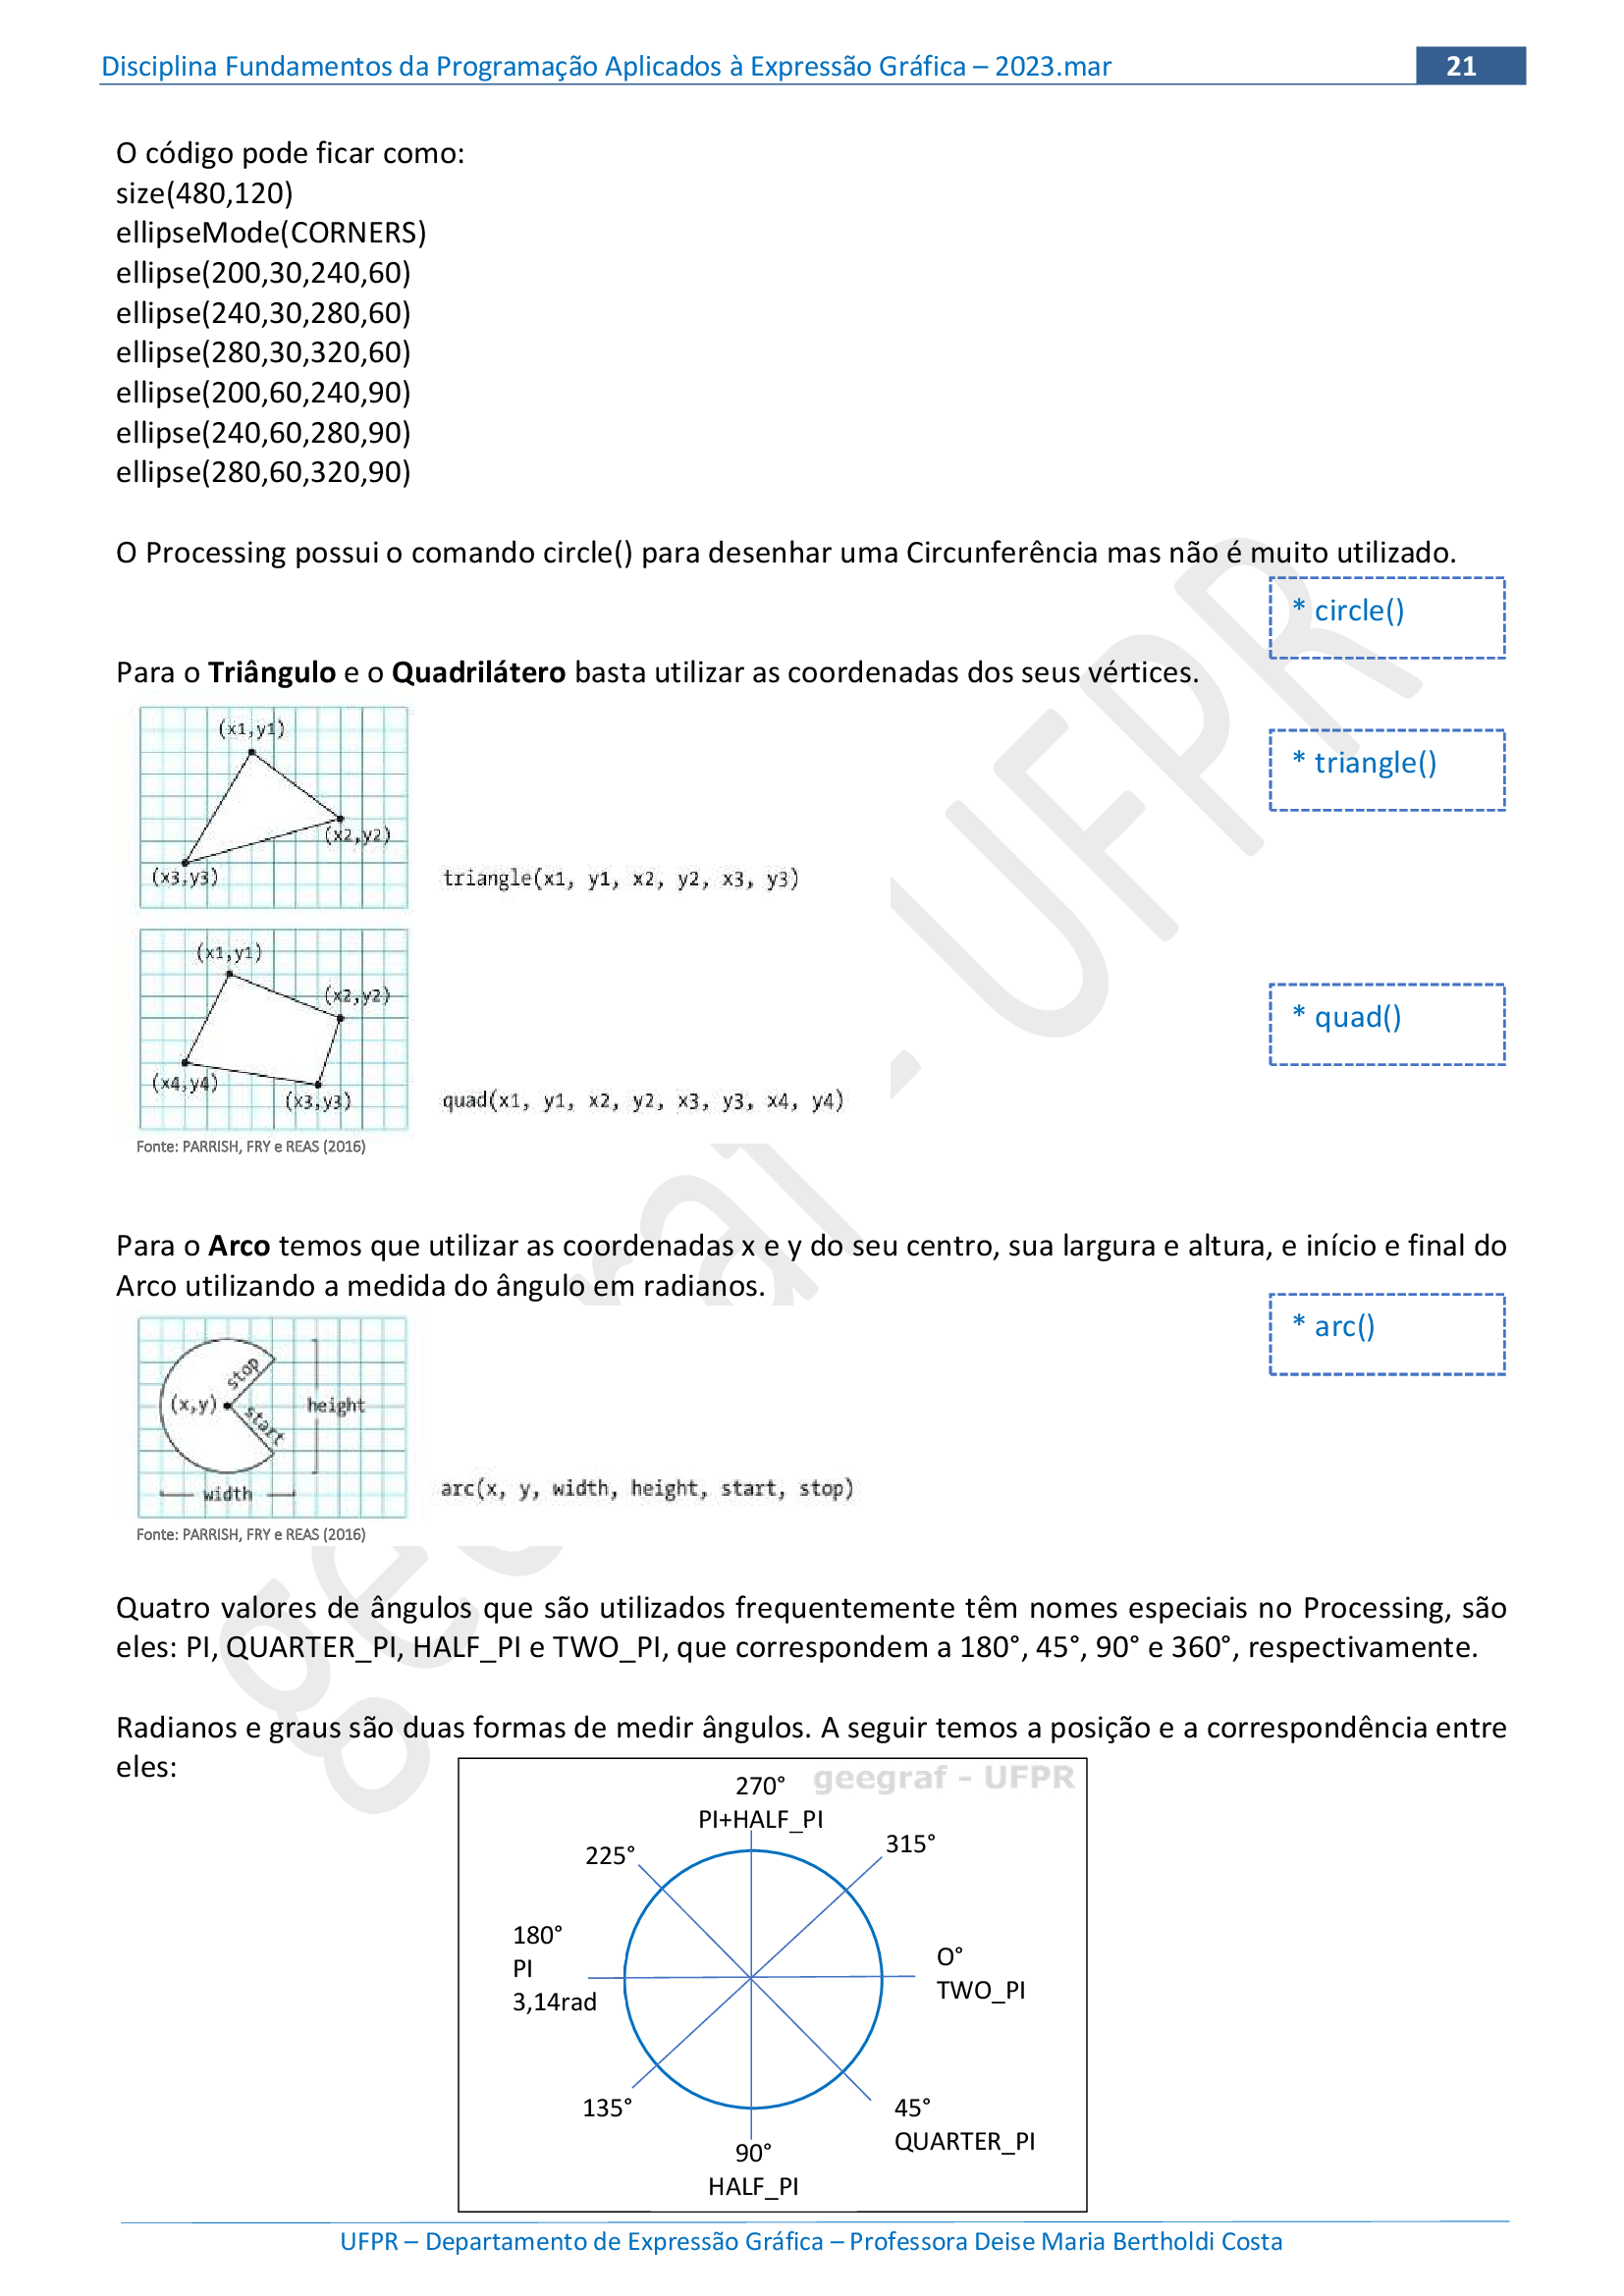 Disciplina Fundamentos da Programação Aplicados à Expressão Gráfica – 2023.mar
21
O código pode ficar como:
size(480,120)
ellipseMode(CORNERS)
ellipse(200,30,240,60)
ellipse(240,30,280,60)
ellipse(280,30,320,60)
ellipse(200,60,240,90)
ellipse(240,60,280,90)
ellipse(280,60,320,90)
O Processing possui o comando circle() para desenhar uma Circunferência mas não é muito utilizado.
* circle()
Para o Triângulo e o Quadrilátero basta utilizar as coordenadas dos seus vértices.
* triangle()
(x1,y1)
(x2,y2)
(x3,y3)
triangle(x1, y1, x2, y2, x3, y3)
(x1,y1)
(x2,y2)
* quad()
(x4,y4)
(x3,y3)
quad(x1, y1, x2, y2, x3, y3, x4, y4)
Fonte: PARRISH, FRY e REAS (2016)
Para o Arco temos que utilizar as coordenadas x e y do seu centro, sua largura e altura, e início e final do
Arco utilizando a medida do ângulo em radianos.
* arc()
stop
(x,y)
start
height
width
arc(x, y, width, height, start, stop)
Fonte: PARRISH, FRY e REAS (2016)
Quatro valores de ângulos que são utilizados frequentemente têm nomes especiais no Processing, são
eles: PI, QUARTER_PI, HALF_PI e TWO_PI, que correspondem a 180°, 45°, 90° e 360°, respectivamente.
Radianos e graus são duas formas de medir ângulos. A seguir temos a posição e a correspondência entre
eles:
geegraf - UFPR
270°
PI+HALF_PI
225°
315°
180°
PI
3,14rad
O°
TWO_PI
135°
45°
QUARTER_PI
90°
HALF_PI
UFPR – Departamento de Expressão Gráfica – Professora Deise Maria Bertholdi Costa